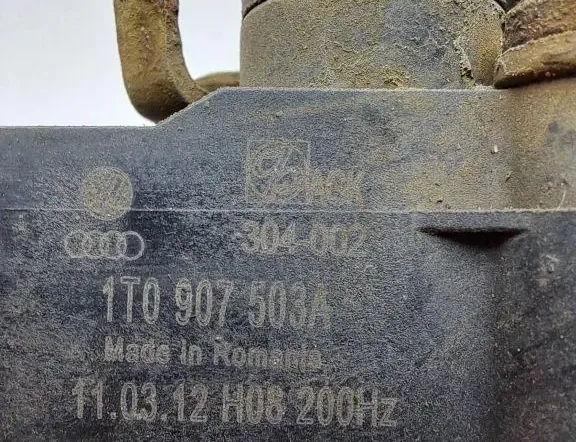 304-002
1T0 907 503A
Made in Romania
11.03.12 H08 200Hz